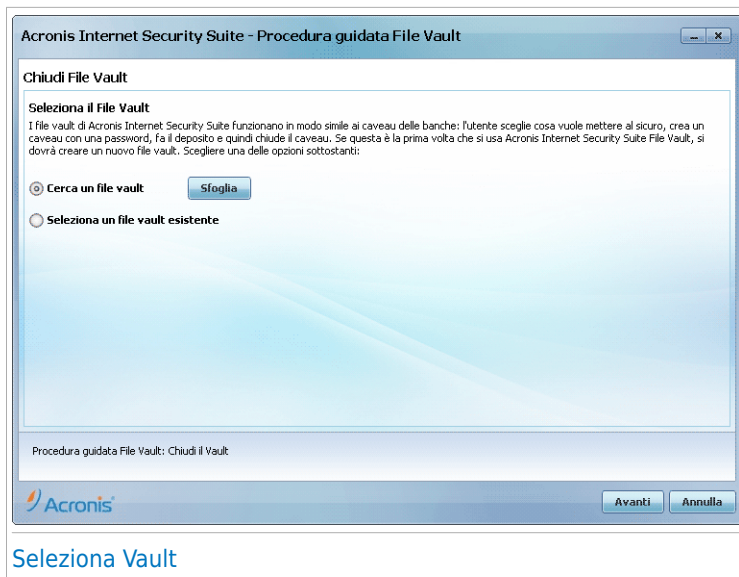 Acronis Internet Security Suite - Procedura guidata File Vault
Chiudi File Vault
Seleziona il File Vault
I file vault di Acronis Internet Security Suite funzionano in modo simile ai caveau delle banche: l'utente sceglie cosa vuole mettere al sicuro, crea un
caveau con una password, fa il deposito e quindi chiude il caveau. Se questa è la prima volta che si usa Acronis Internet Security Suite File Vault, si
dovrà creare un nuovo file vault. Scegliere una delle opzioni sottostanti:
Cerca un file vault Sfoglia
Seleziona un file vault esistente
Procedura guidata File Vault: Chiudi il Vault
Acronis Avanti Annulla
Seleziona Vault